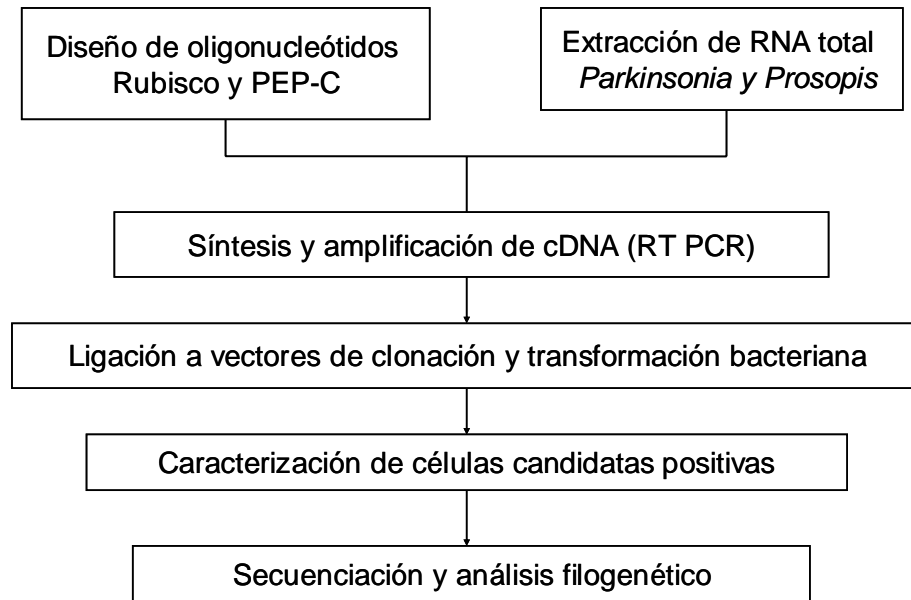 Diseño de oligonucleótidos
Rubisco y PEP-C
Extracción de RNA total
Parkinsonia y Prosopis
Síntesis y amplificación de cDNA (RT PCR)
Ligación a vectores de clonación y transformación bacteriana
Caracterización de células candidatas positivas
Secuenciación y análisis filogenético